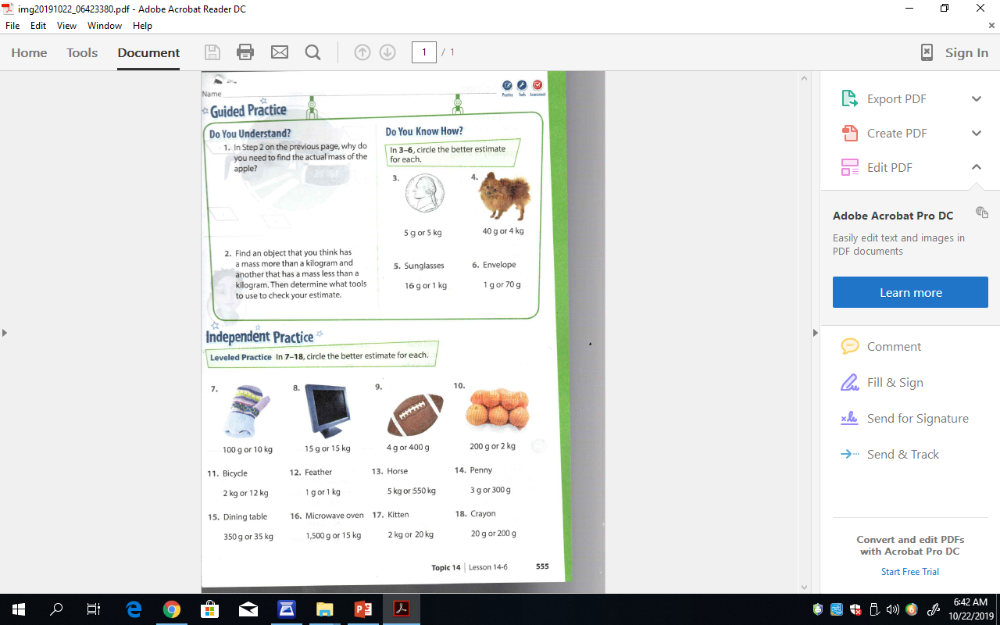 img20191022_06423380.pdf - Adobe Acrobat Reader DC
File Edit View Window Help
Home Tools Document 1 / 1 Sign In
Name
Practice Tools Assessment
Guided Practice
Do You Understand?
1. In Step 2 on the previous page, why do
you need to find the actual mass of the
apple?
2. Find an object that you think has
a mass more than a kilogram and
another that has a mass less than a
kilogram. Then determine what tools
to use to check your estimate.
Do You Know How?
In 3–6, circle the better estimate
for each.
3. 4.
5 g or 5 kg 40 g or 4 kg
5. Sunglasses 6. Envelope
16 g or 1 kg 1 g or 70 g
Independent Practice
Leveled Practice In 7–18, circle the better estimate for each.
7. 8. 9. 10.
100 g or 10 kg 15 g or 15 kg 4 g or 400 g 200 g or 2 kg
11. Bicycle 12. Feather 13. Horse 14. Penny
2 kg or 12 kg 1 g or 1 kg 5 kg or 550 kg 3 g or 300 g
15. Dining table 16. Microwave oven 17. Kitten 18. Crayon
350 g or 35 kg 1,500 g or 15 kg 2 kg or 20 kg 20 g or 200 g
Topic 14 | Lesson 14-6 555
Export PDF
Create PDF
Edit PDF
Adobe Acrobat Pro DC
Easily edit text and images in
PDF documents
Learn more
Comment
Fill & Sign
Send for Signature
Send & Track
Convert and edit PDFs
with Acrobat Pro DC
Start Free Trial
6:42 AM
10/22/2019